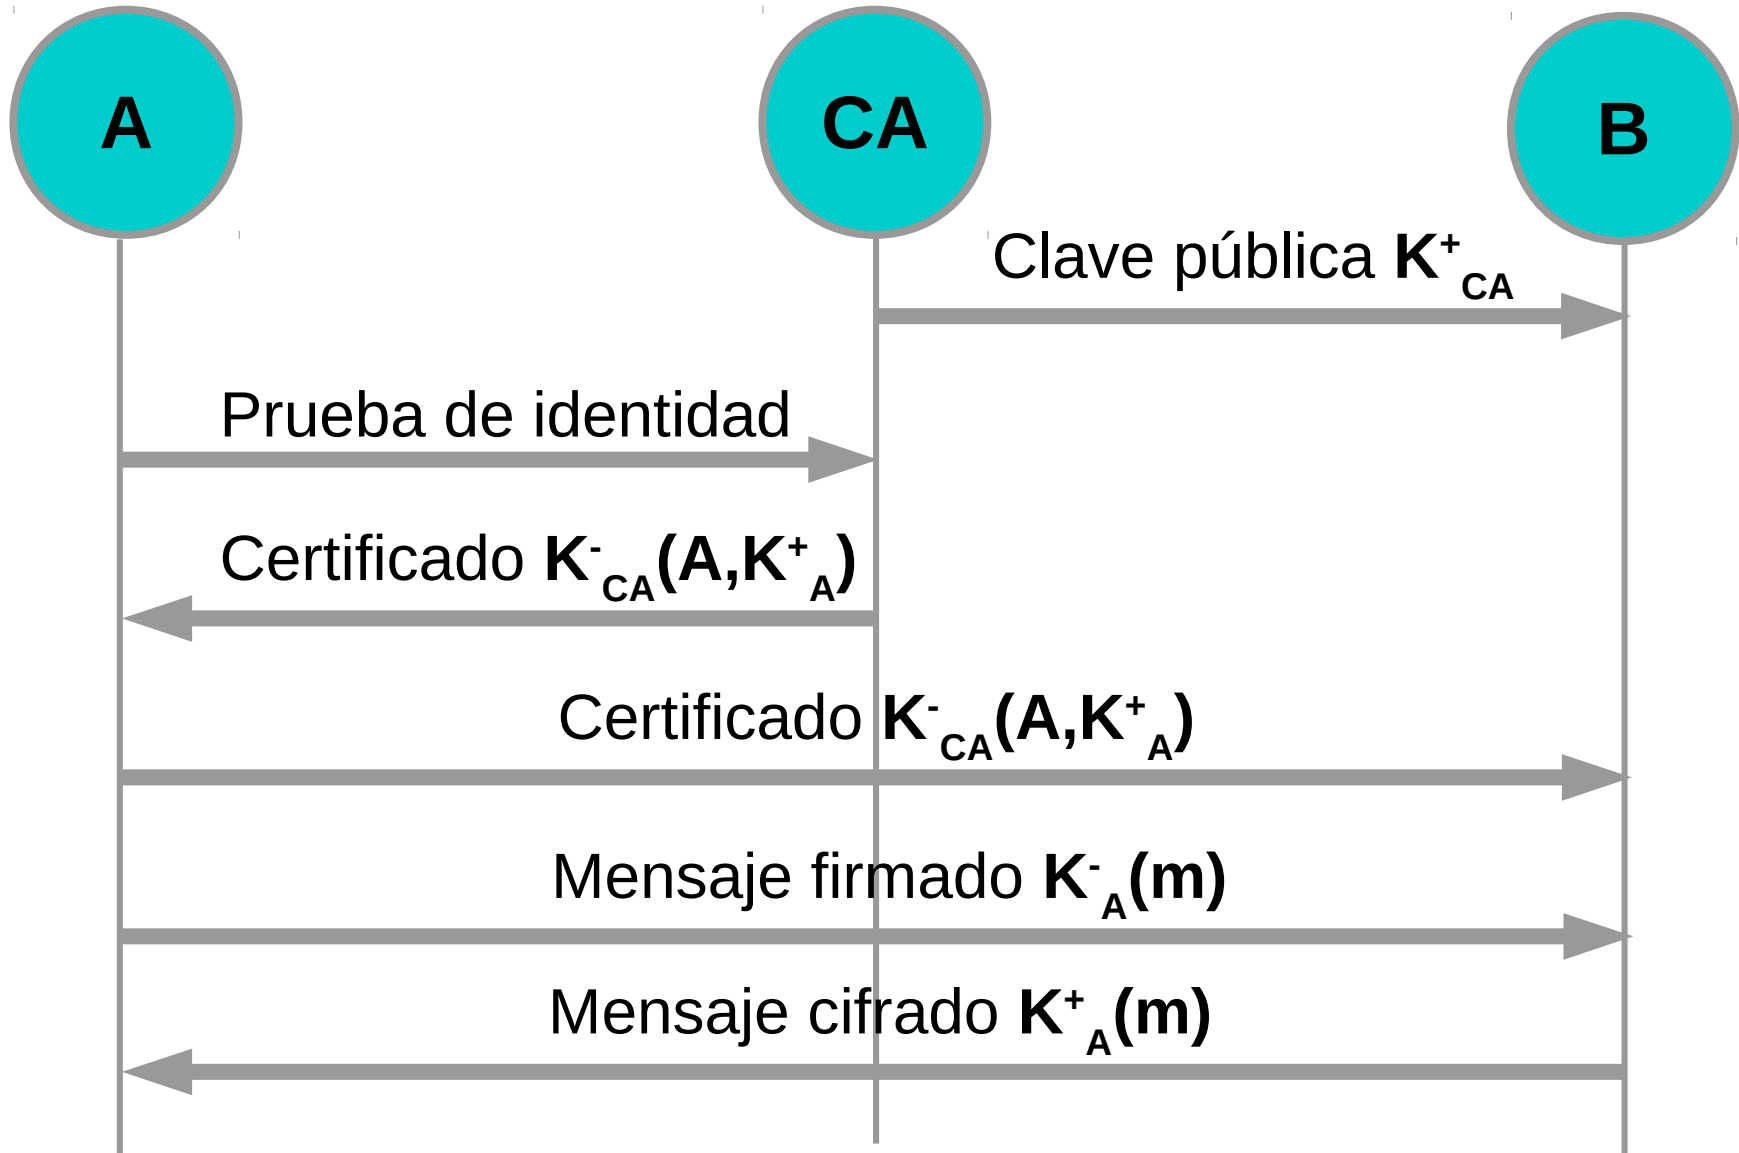 A
CA
B
Clave pública K⁺CA
Prueba de identidad
Certificado K⁻CA(A,K⁺A)
Certificado K⁻CA(A,K⁺A)
Mensaje firmado K⁻A(m)
Mensaje cifrado K⁺A(m)